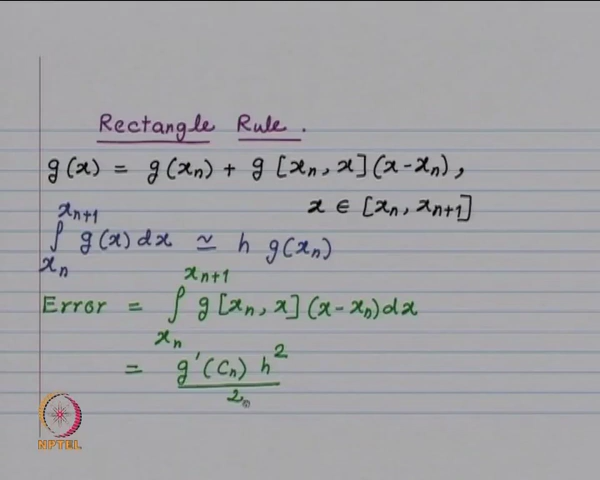 Rectangle Rule.
g(x) = g(xₙ) + g[xₙ, x](x-xₙ),
x ∈ [xₙ, xₙ₊₁]
∫_{xₙ}^{xₙ₊₁} g(x) dx ≃ h g(xₙ)
Error = ∫_{xₙ}^{xₙ₊₁} g[xₙ, x](x-xₙ)dx
= g'(Cₙ) h² / 2
NPTEL